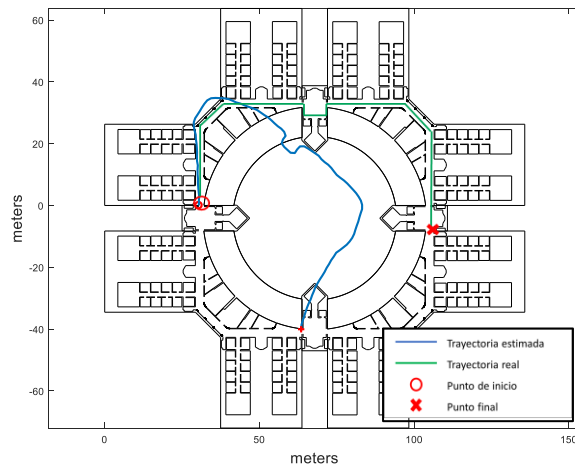 60
40
20
0
-20
-40
-60
meters
0
50
100
150
meters
Trayectoria estimada
Trayectoria real
Punto de inicio
Punto final